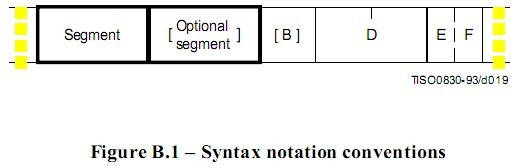 Segment [ Optional segment ] [ B ] D E F
TISO0830-93/d019
Figure B.1 – Syntax notation conventions